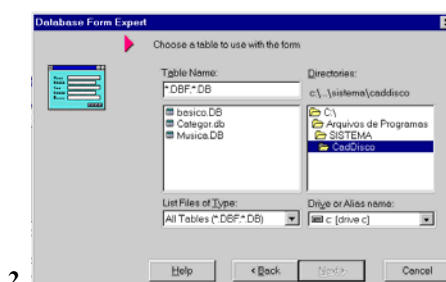 Database Form Expert
Choose a table to use with the form
Table Name:
*.DBF;*.DB
basico.DB
Categor.db
Musica.DB
List Files of Type:
All Tables (*.DBF;*.DB)
Directories:
c:\..\sistema\caddisco
C:\
Arquivos de Programas
SISTEMA
CadDisco
Drive or Alias name:
c: [drive c]
Help
< Back
Next >
Cancel
2